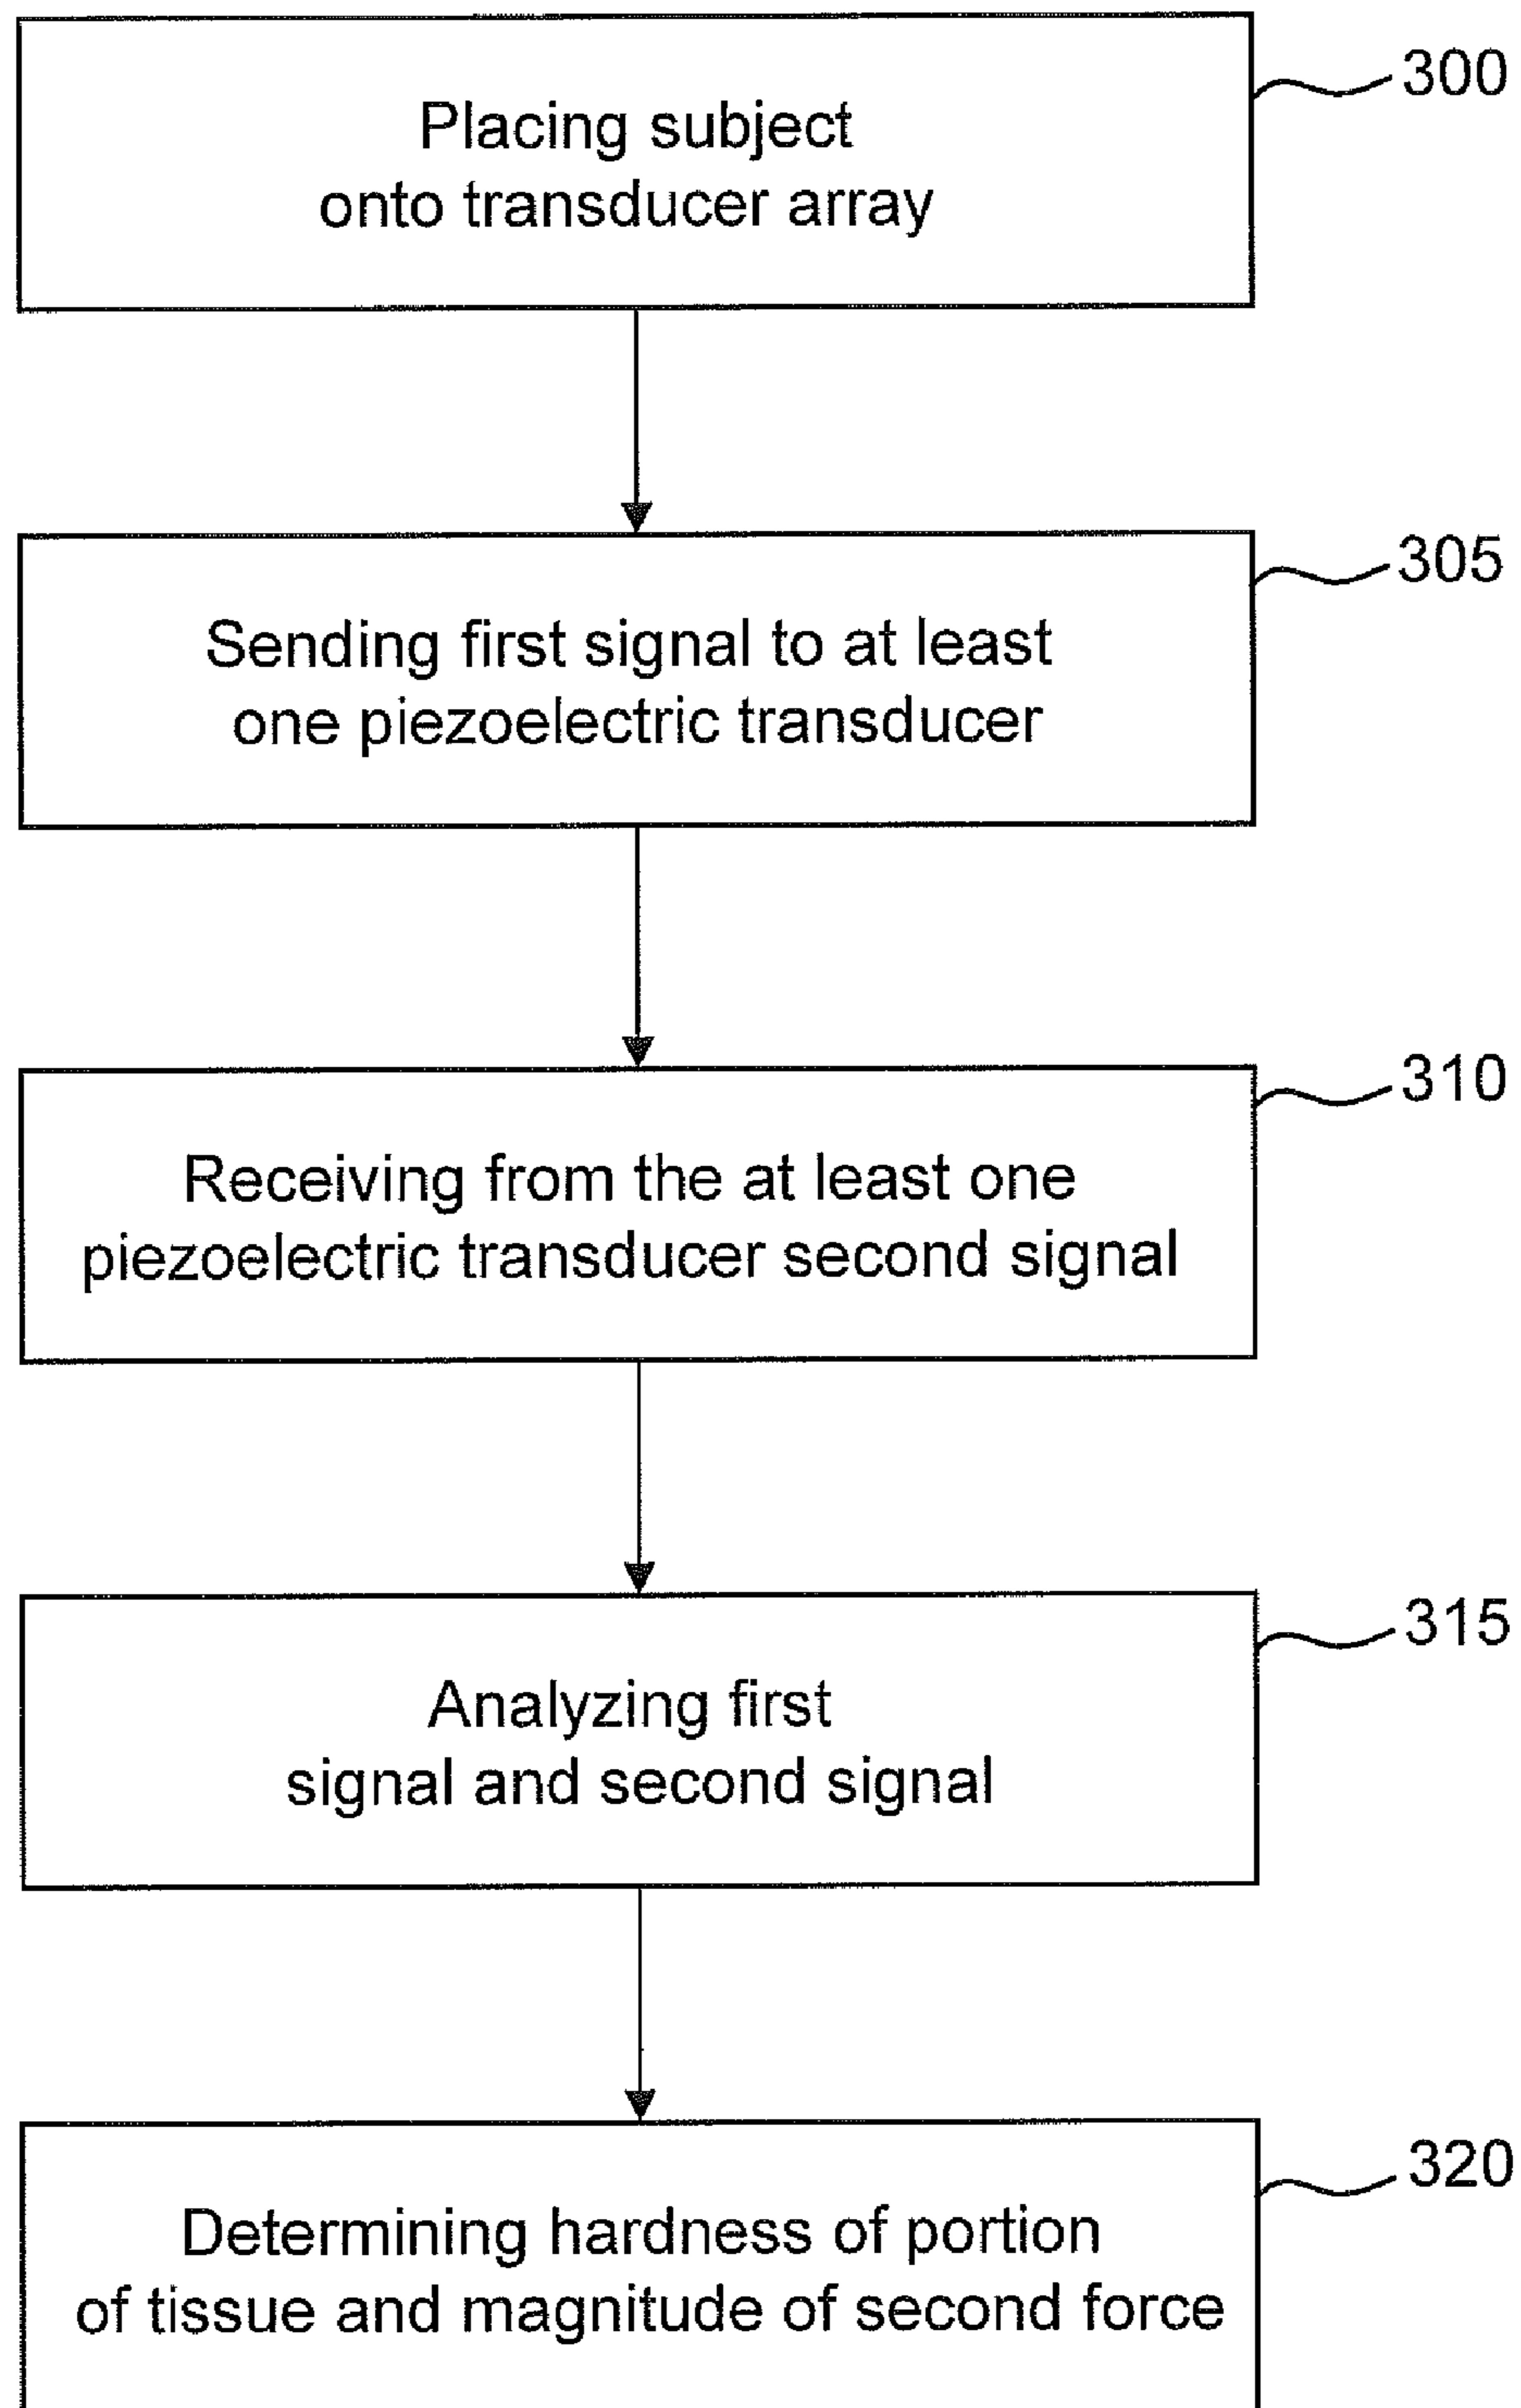 300
Placing subject
onto transducer array
305
Sending first signal to at least
one piezoelectric transducer
310
Receiving from the at least one
piezoelectric transducer second signal
315
Analyzing first
signal and second signal
320
Determining hardness of portion
of tissue and magnitude of second force